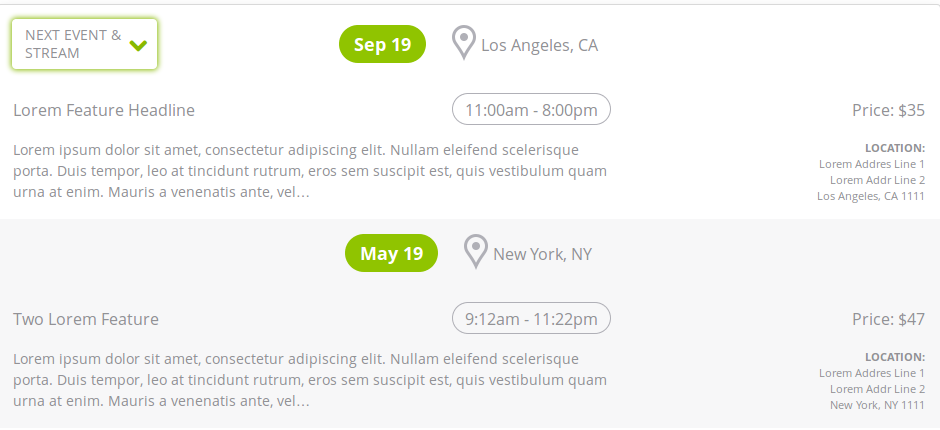 NEXT EVENT &
STREAM
Sep 19
Los Angeles, CA
Lorem Feature Headline
11:00am - 8:00pm
Price: $35
Lorem ipsum dolor sit amet, consectetur adipiscing elit. Nullam eleifend scelerisque
porta. Duis tempor, leo at tincidunt rutrum, eros sem suscipit est, quis vestibulum quam
urna at enim. Mauris a venenatis ante, vel…
LOCATION:
Lorem Addres Line 1
Lorem Addr Line 2
Los Angeles, CA 1111
May 19
New York, NY
Two Lorem Feature
9:12am - 11:22pm
Price: $47
Lorem ipsum dolor sit amet, consectetur adipiscing elit. Nullam eleifend scelerisque
porta. Duis tempor, leo at tincidunt rutrum, eros sem suscipit est, quis vestibulum quam
urna at enim. Mauris a venenatis ante, vel…
LOCATION:
Lorem Addres Line 1
Lorem Addr Line 2
New York, NY 1111